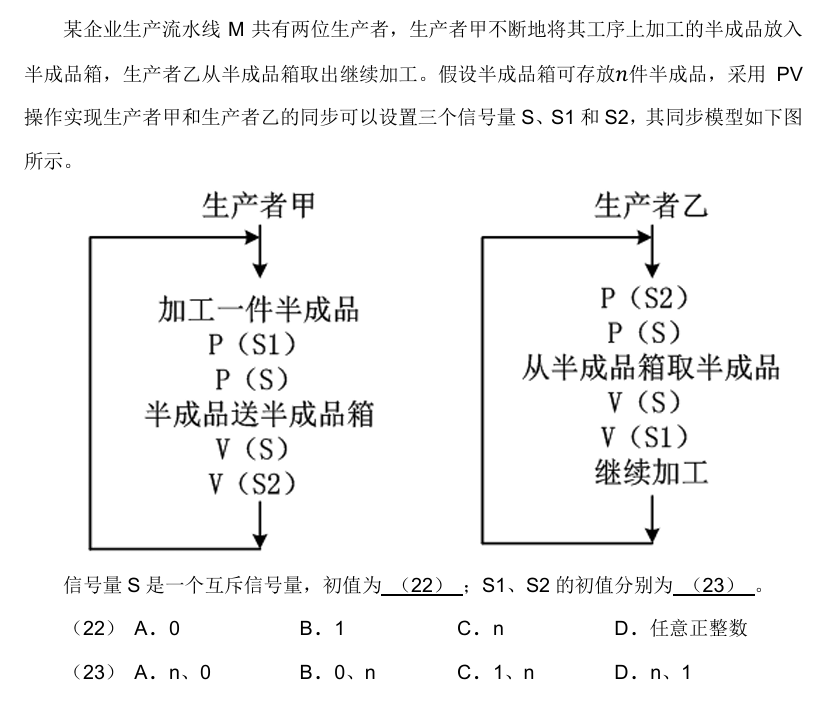 某企业生产流水线 M 共有两位生产者，生产者甲不断地将其工序上加工的半成品放入
半成品箱，生产者乙从半成品箱取出继续加工。假设半成品箱可存放n件半成品，采用 PV
操作实现生产者甲和生产者乙的同步可以设置三个信号量 S、S1 和 S2，其同步模型如下图
所示。
生产者甲
加工一件半成品
P（S1）
P（S）
半成品送半成品箱
V（S）
V（S2）
生产者乙
P（S2）
P（S）
从半成品箱取半成品
V（S）
V（S1）
继续加工
信号量 S 是一个互斥信号量，初值为 （22） ；S1、S2 的初值分别为 （23） 。
（22） A．0 B．1 C．n D．任意正整数
（23） A．n、0 B．0、n C．1、n D．n、1